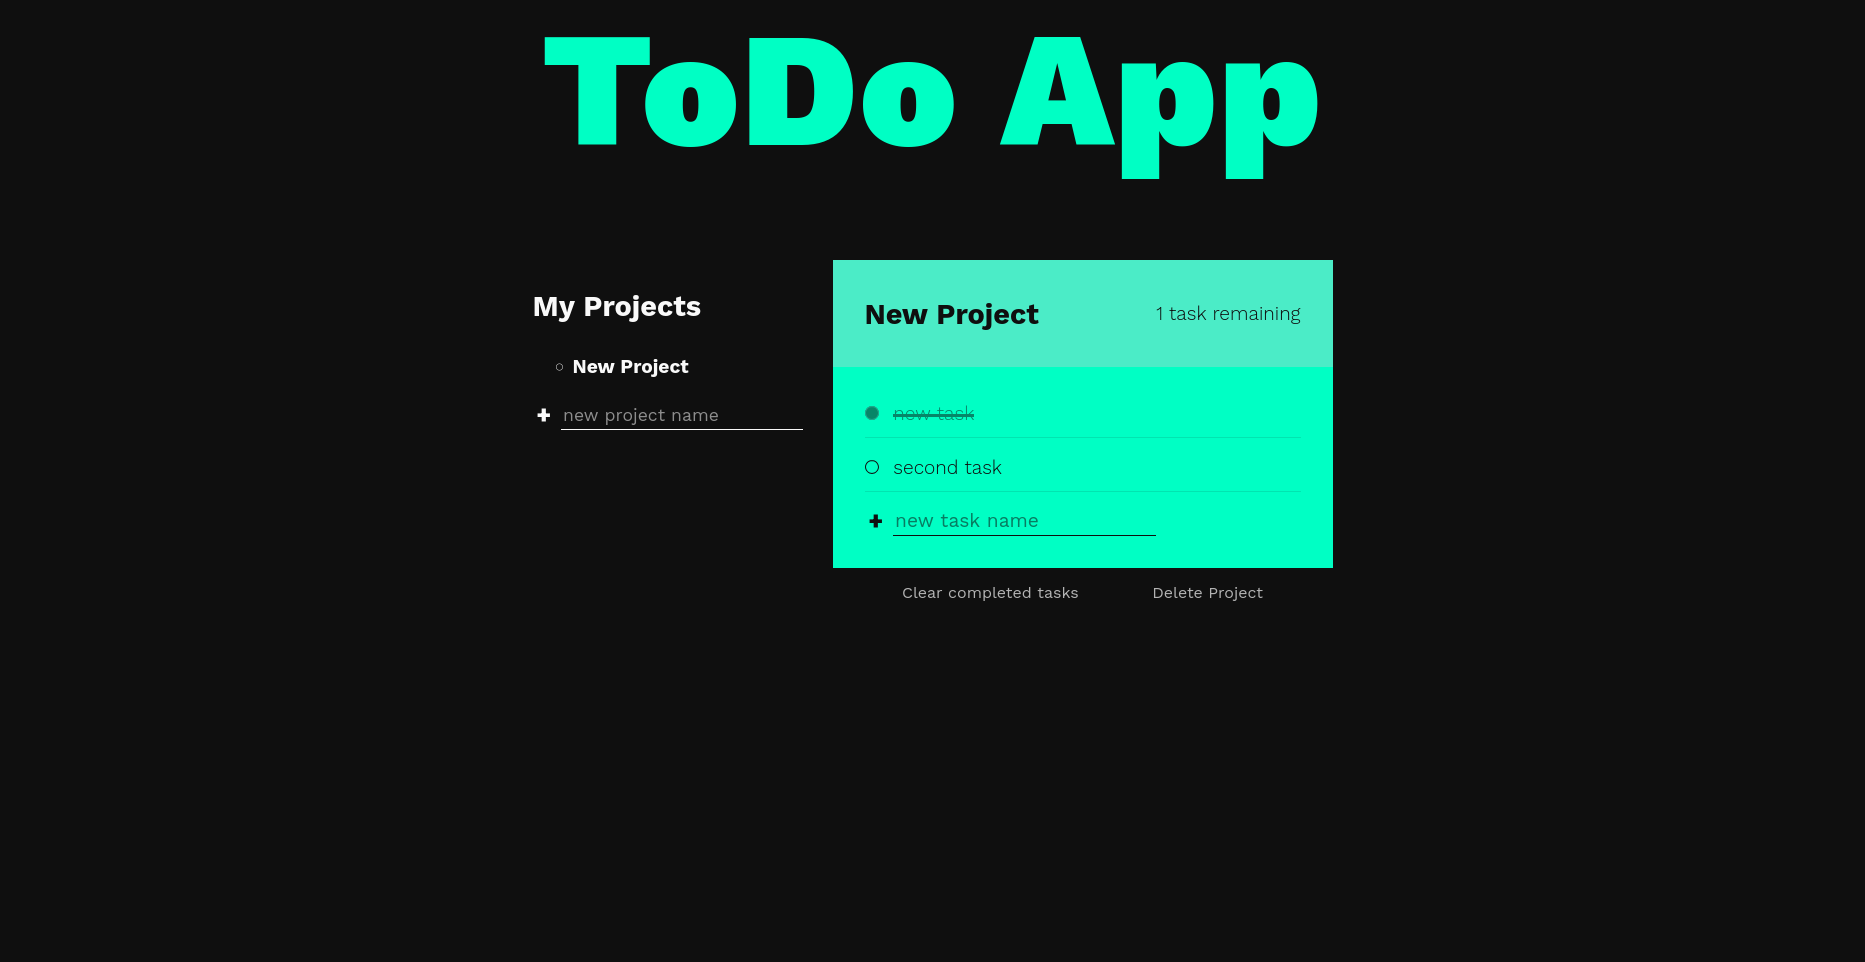 ToDo App
My Projects
New Project
+ new project name
New Project
1 task remaining
new task
second task
+ new task name
Clear completed tasks
Delete Project